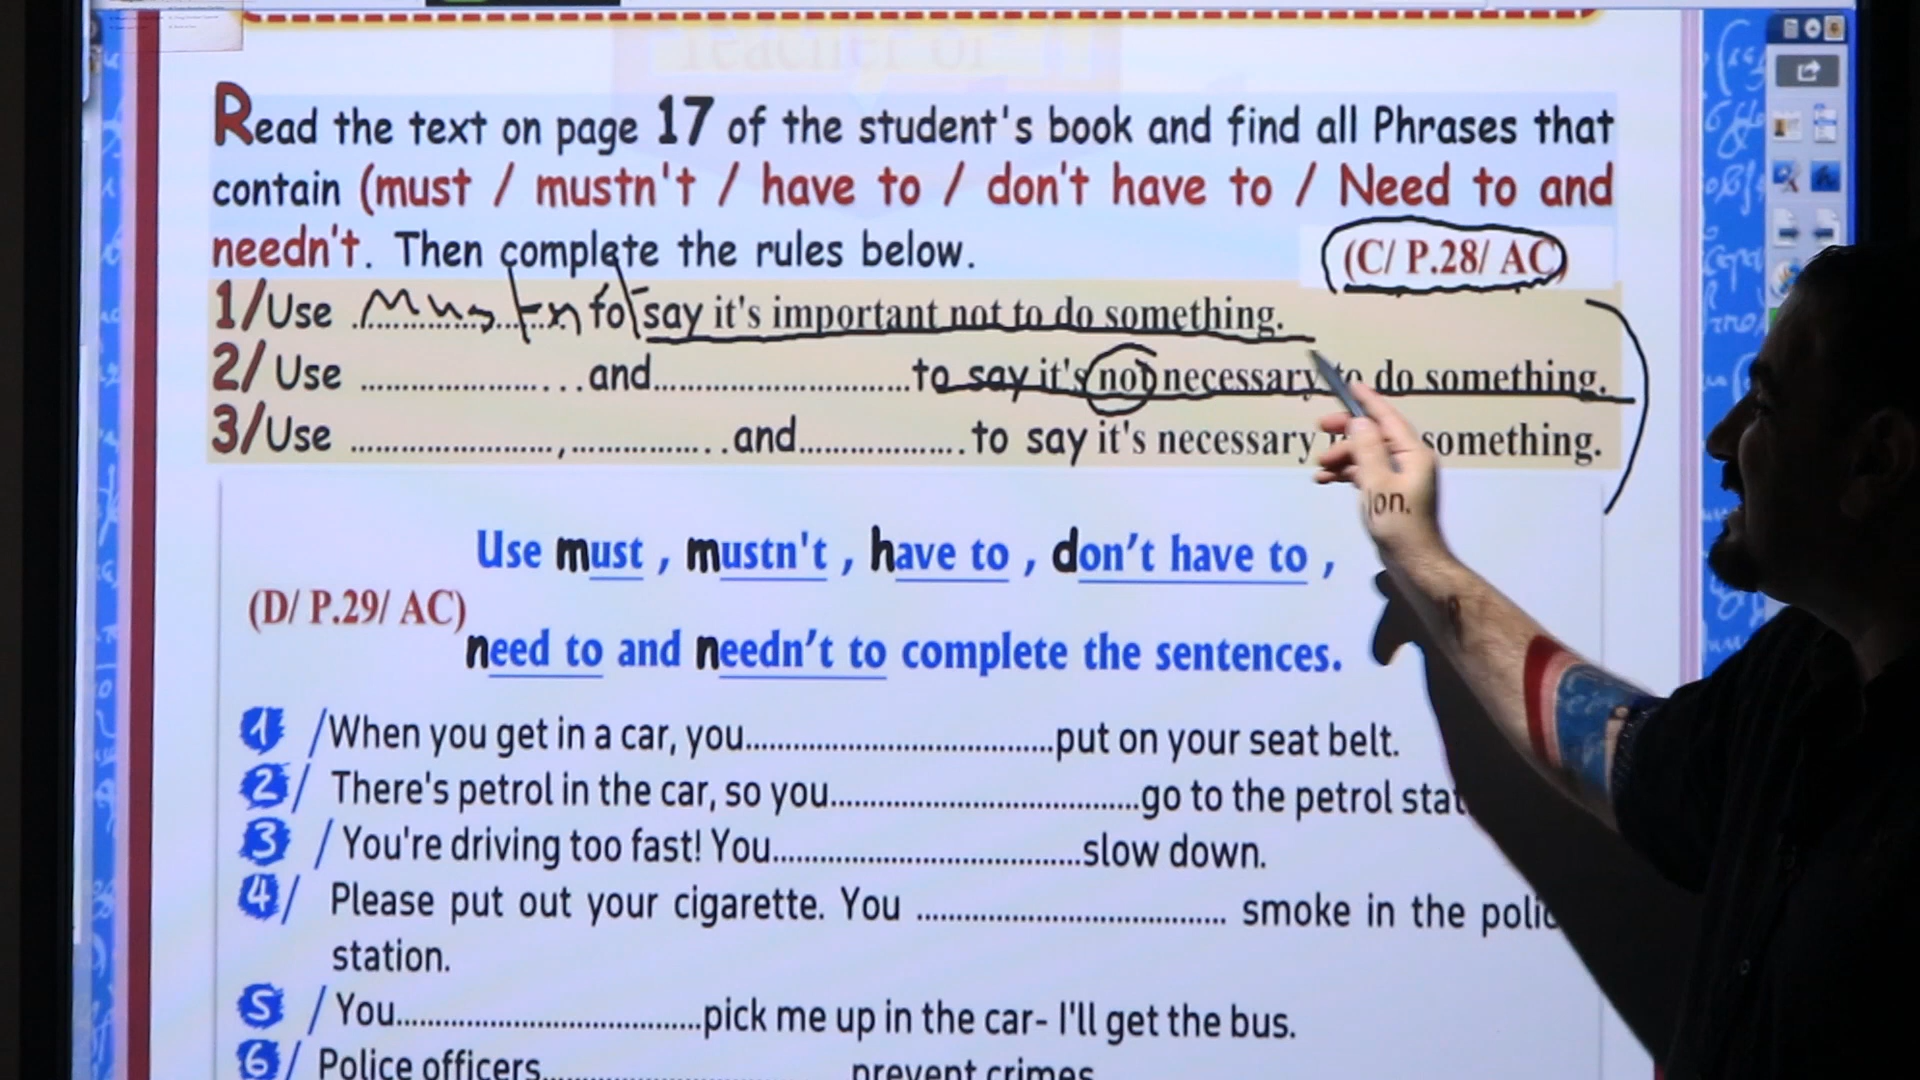 Teacher of
Read the text on page 17 of the student's book and find all Phrases that
contain (must / mustn't / have to / don't have to / Need to and
needn't. Then complete the rules below. (C/ P.28/ AC)
1/Use ...Mustn't... to say it's important not to do something.
2/ Use .......................and.............................to say it's not necessary to do something.
3/Use .....................,................and..................to say it's necessary something.
Use must , mustn't , have to , don't have to ,
(D/ P.29/ AC)
need to and needn't to complete the sentences.
1 /When you get in a car, you....................................put on your seat belt.
2/ There's petrol in the car, so you....................................go to the petrol
on.
3 / You're driving too fast! You....................................slow down.
4/ Please put out your cigarette. You .................................... smoke in the
station.
5 / You....................................pick me up in the car- I'll get the bus.
6/ Police officers.................................... prevent crimes